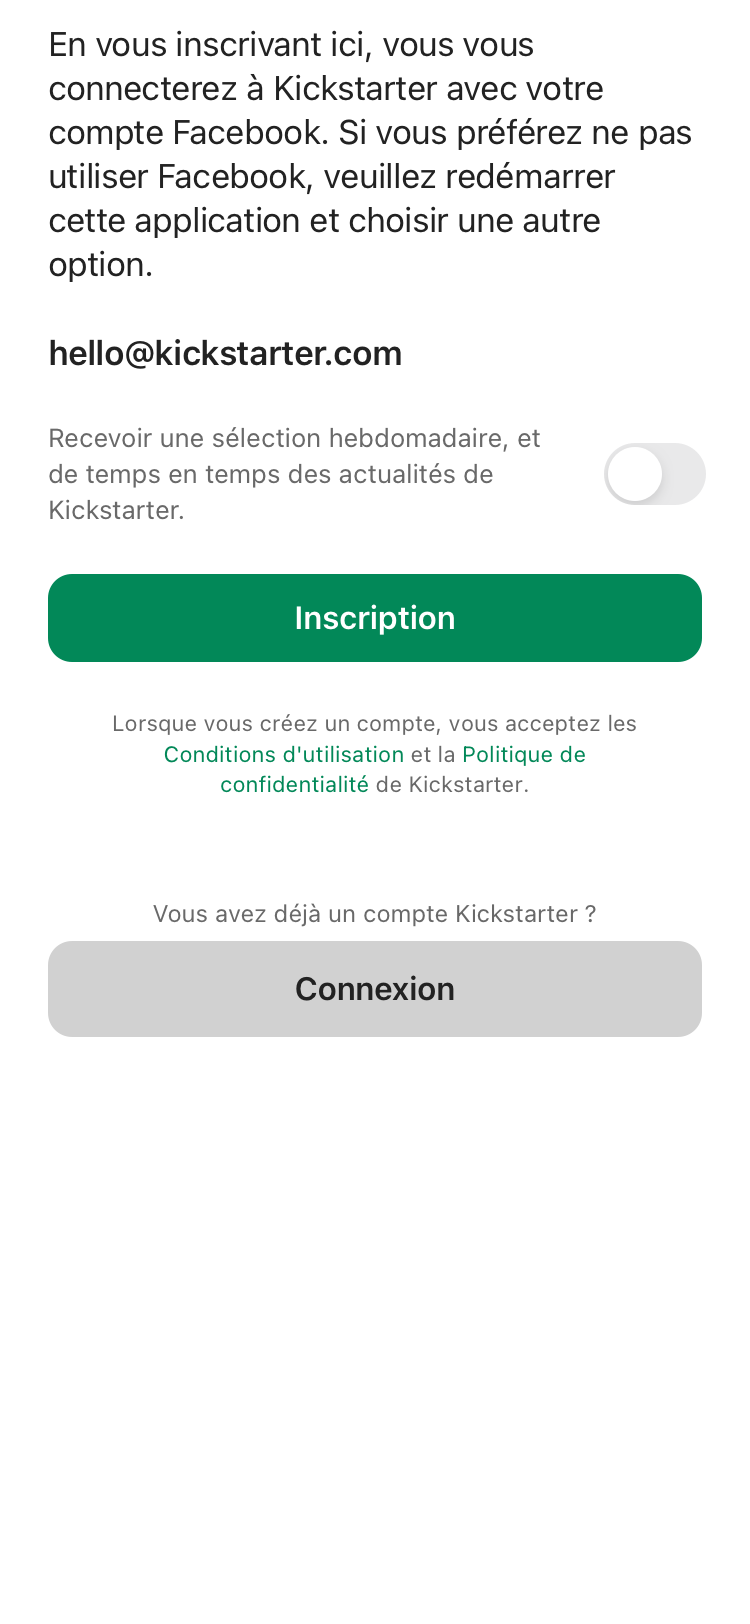 En vous inscrivant ici, vous vous
connecterez à Kickstarter avec votre
compte Facebook. Si vous préférez ne pas
utiliser Facebook, veuillez redémarrer
cette application et choisir une autre
option.
hello@kickstarter.com
Recevoir une sélection hebdomadaire, et
de temps en temps des actualités de
Kickstarter.
Inscription
Lorsque vous créez un compte, vous acceptez les
Conditions d'utilisation et la Politique de
confidentialité de Kickstarter.
Vous avez déjà un compte Kickstarter ?
Connexion